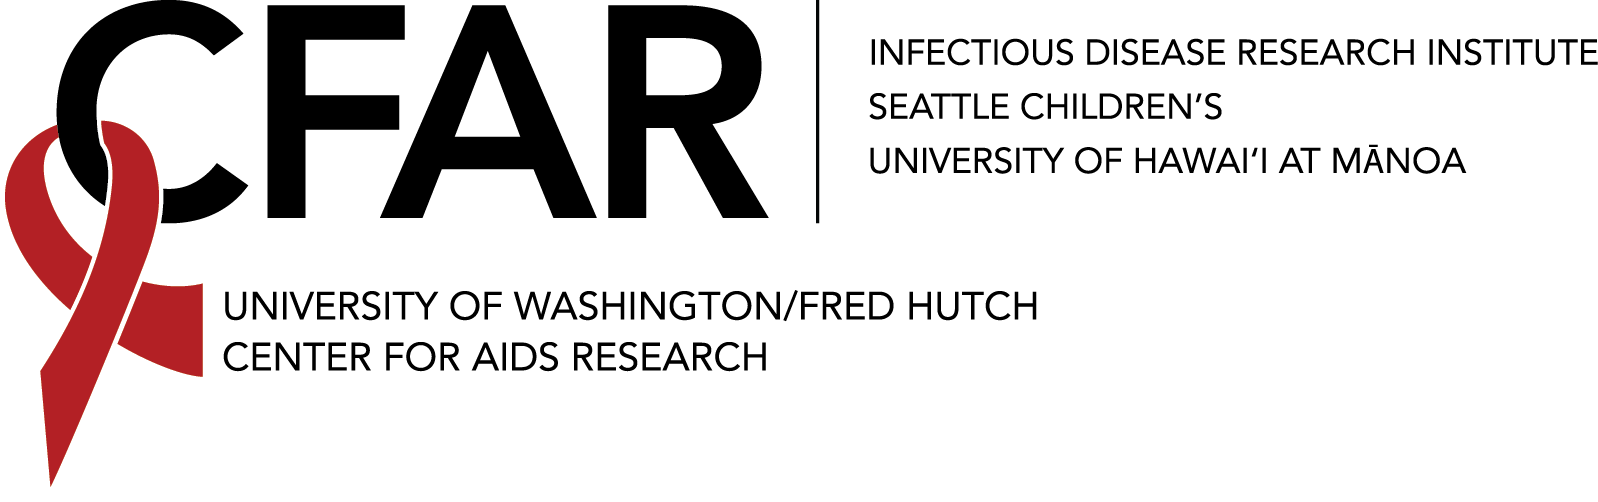 CFAR
INFECTIOUS DISEASE RESEARCH INSTITUTE
SEATTLE CHILDREN’S
UNIVERSITY OF HAWAI‘I AT MĀNOA
UNIVERSITY OF WASHINGTON/FRED HUTCH
CENTER FOR AIDS RESEARCH